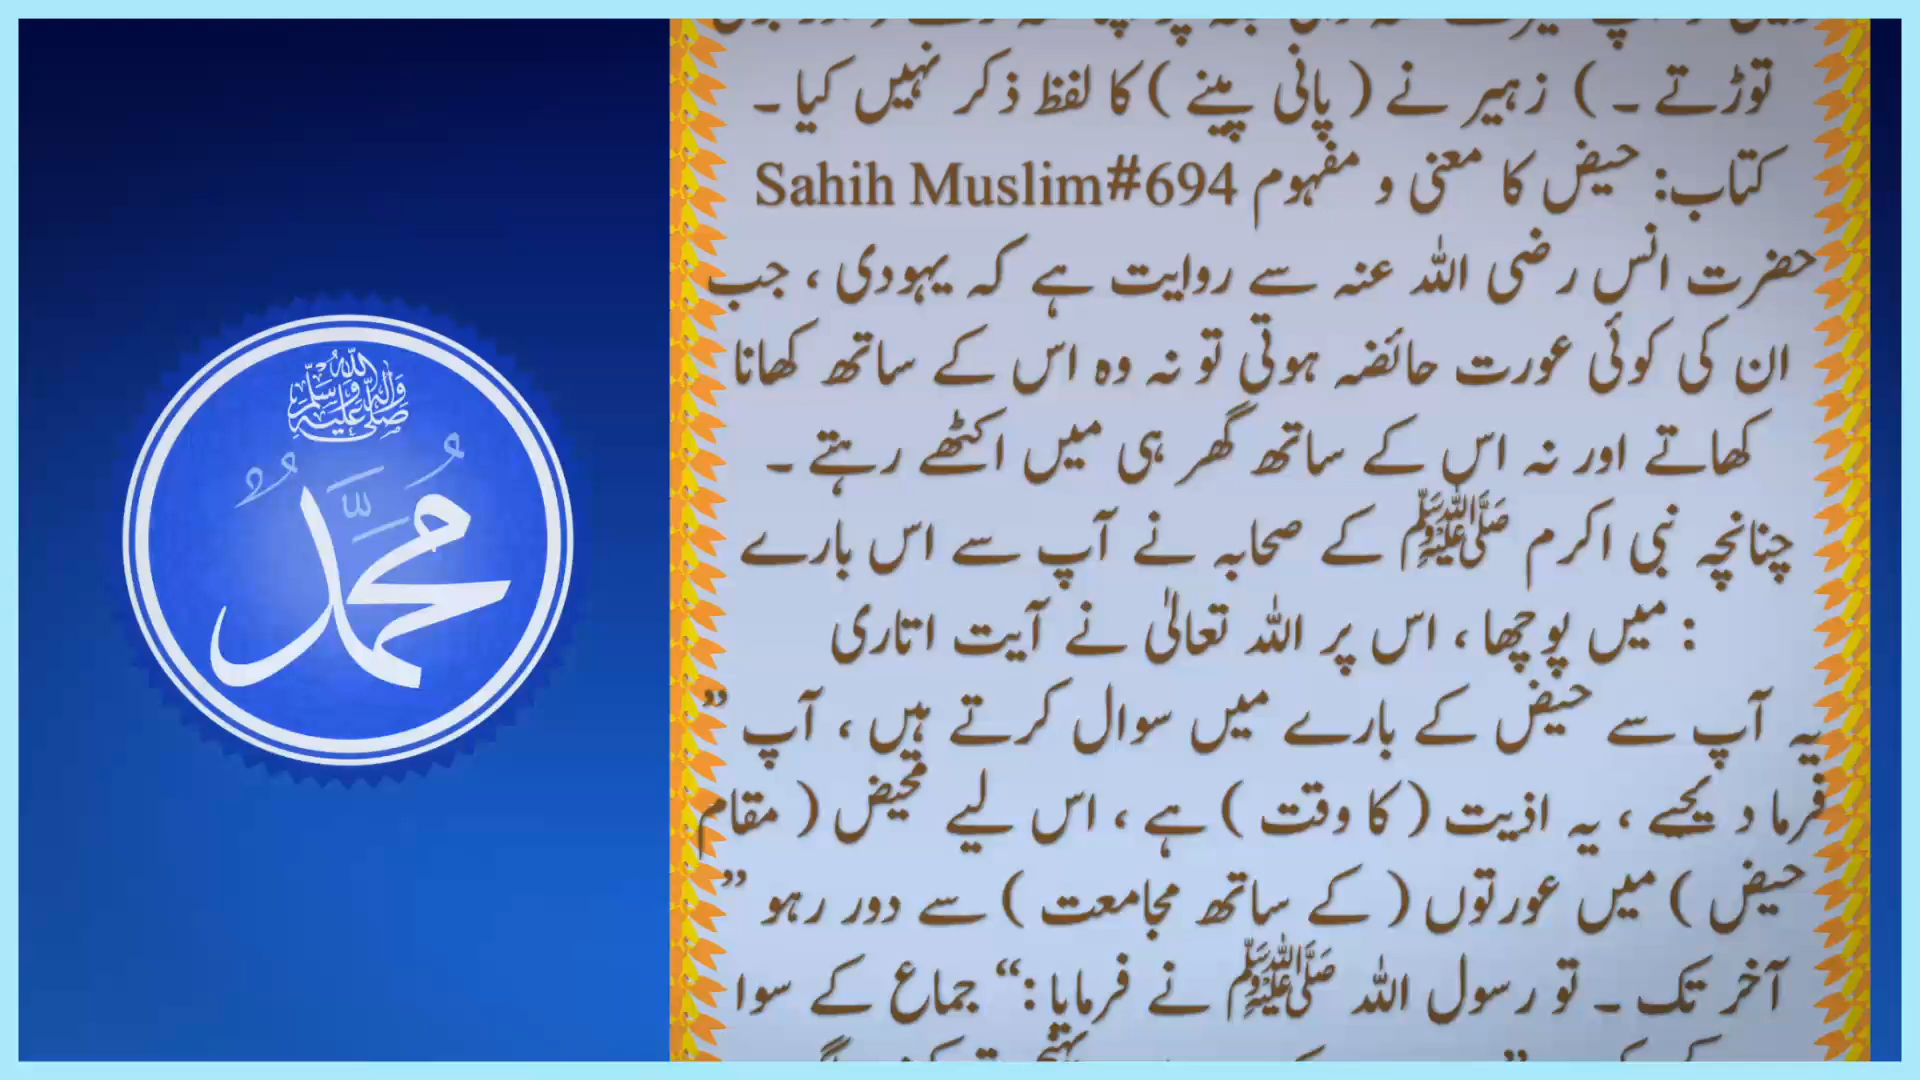 صلى الله عليه وآله وسلم
مُحَمَّدٌ
توڑتے ۔ ) زہیر نے ( پانی پینے ) کا لفظ ذکر نہیں کیا ۔
کتاب: حیض کا معنی و مفہوم Sahih Muslim#694
حضرت انس رضی اللہ عنہ سے روایت ہے کہ یہودی ، جب
ان کی کوئی عورت حائضہ ہوتی تو نہ وہ اس کے ساتھ کھانا
کھاتے اور نہ اس کے ساتھ گھر ہی میں اکٹھے رہتے ۔
چنانچہ نبی اکرم ﷺ کے صحابہ نے آپ سے اس بارے
میں پوچھا ، اس پر اللہ تعالیٰ نے آیت اتاری :
یہ آپ سے حیض کے بارے میں سوال کرتے ہیں ، آپ ”
فرما دیجیے ، یہ اذیت ( کا وقت ) ہے ، اس لیے محیض ( مقام
حیض ) میں عورتوں ( کے ساتھ مجامعت ) سے دور رہو ”
آخر تک ۔ تو رسول اللہ ﷺ نے فرمایا :“ جماع کے سوا